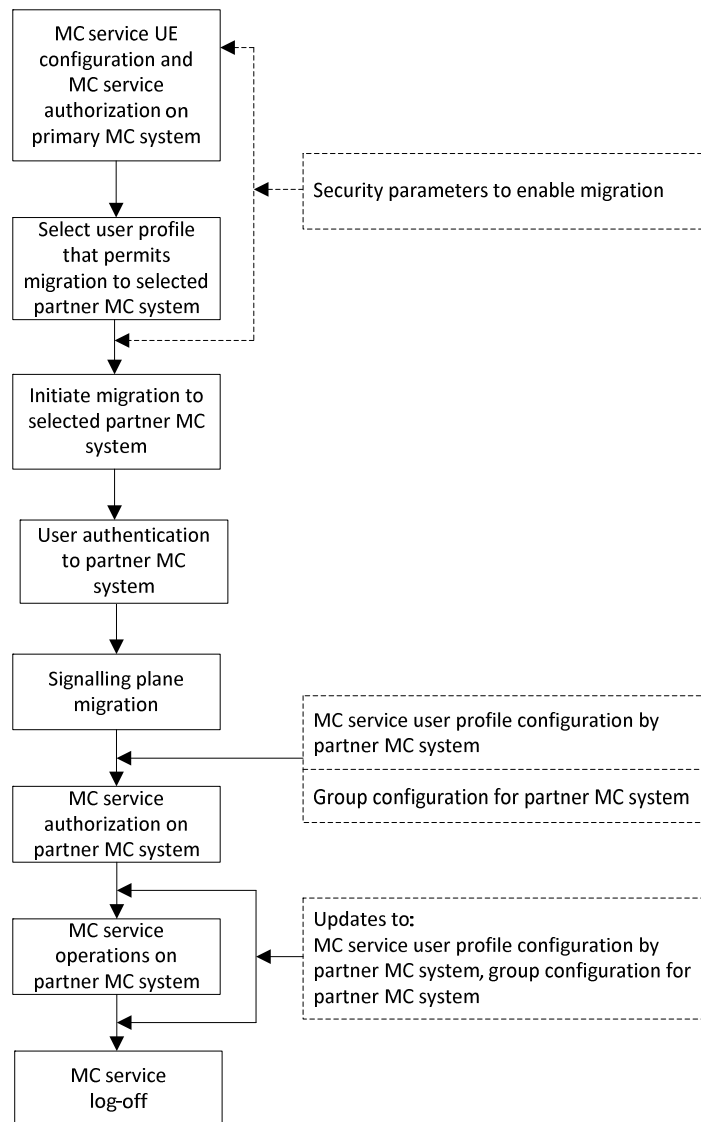 MC service UE
configuration and
MC service
authorization on
primary MC system
Security parameters to enable migration
Select user profile
that permits
migration to selected
partner MC system
Initiate migration to
selected partner MC
system
User authentication
to partner MC
system
Signalling plane
migration
MC service user profile configuration by
partner MC system
Group configuration for partner MC system
MC service
authorization on
partner MC system
Updates to:
MC service user profile configuration by
partner MC system, group configuration for
partner MC system
MC service
operations on
partner MC system
MC service
log-off